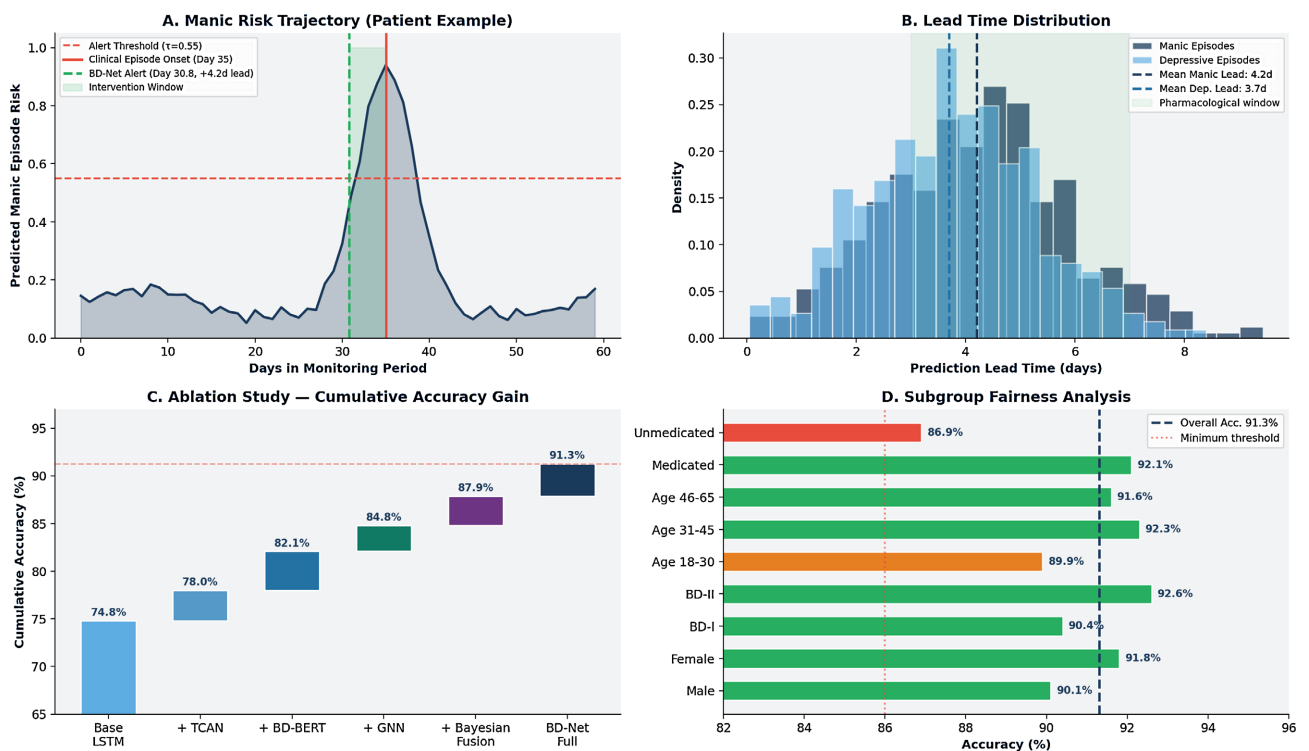 A. Manic Risk Trajectory (Patient Example)
Predicted Manic Episode Risk
1.0
0.8
0.6
0.4
0.2
0.0
Alert Threshold (τ=0.55)
Clinical Episode Onset (Day 35)
BD-Net Alert (Day 30.8, +4.2d lead)
Intervention Window
0 10 20 30 40 50 60
Days in Monitoring Period
B. Lead Time Distribution
Density
0.30
0.25
0.20
0.15
0.10
0.05
0.00
Manic Episodes
Depressive Episodes
Mean Manic Lead: 4.2d
Mean Dep. Lead: 3.7d
Pharmacological window
0 2 4 6 8
Prediction Lead Time (days)
C. Ablation Study — Cumulative Accuracy Gain
Cumulative Accuracy (%)
95
90
85
80
75
70
65
74.8%
78.0%
82.1%
84.8%
87.9%
91.3%
Base
LSTM
+ TCAN
+ BD-BERT
+ GNN
+ Bayesian
Fusion
BD-Net
Full
D. Subgroup Fairness Analysis
Overall Acc. 91.3%
Minimum threshold
Unmedicated 86.9%
Medicated 92.1%
Age 46-65 91.6%
Age 31-45 92.3%
Age 18-30 89.9%
BD-II 92.6%
BD-I 90.4%
Female 91.8%
Male 90.1%
82 84 86 88 90 92 94 96
Accuracy (%)